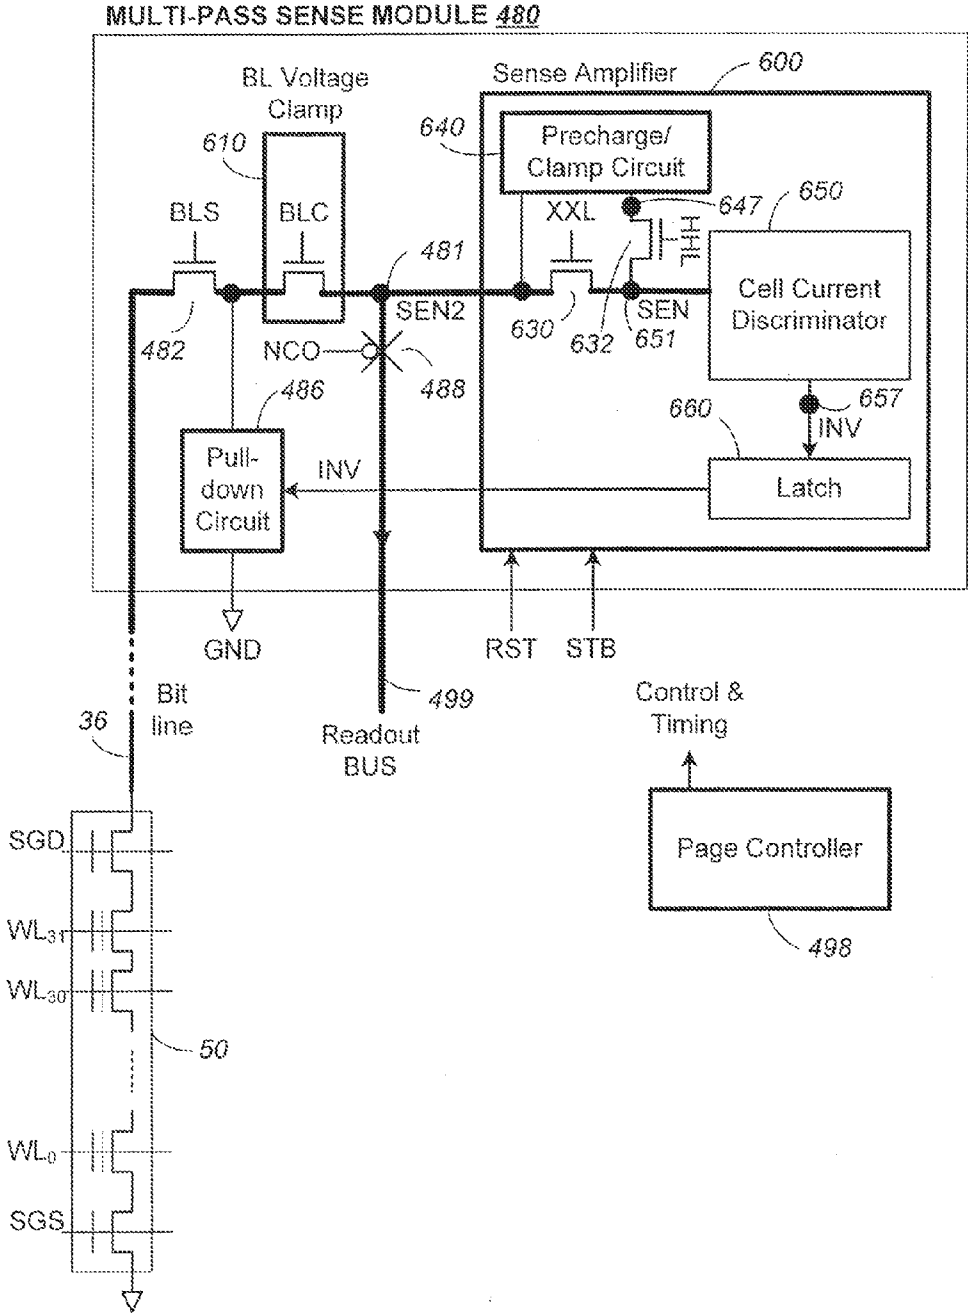 MULTI-PASS SENSE MODULE 480
BL Voltage
Clamp
Sense Amplifier
600
610
640
Precharge/
Clamp Circuit
647
650
BLS
BLC
XXL
HHL
481
482
SEN2
630
632
651
SEN
Cell Current
Discriminator
NCO
488
486
657
INV
660
Pull-
down
Circuit
INV
Latch
GND
RST
STB
499
Readout
BUS
Bit
line
36
Control &
Timing
Page Controller
498
SGD
WL31
WL30
50
WL0
SGS